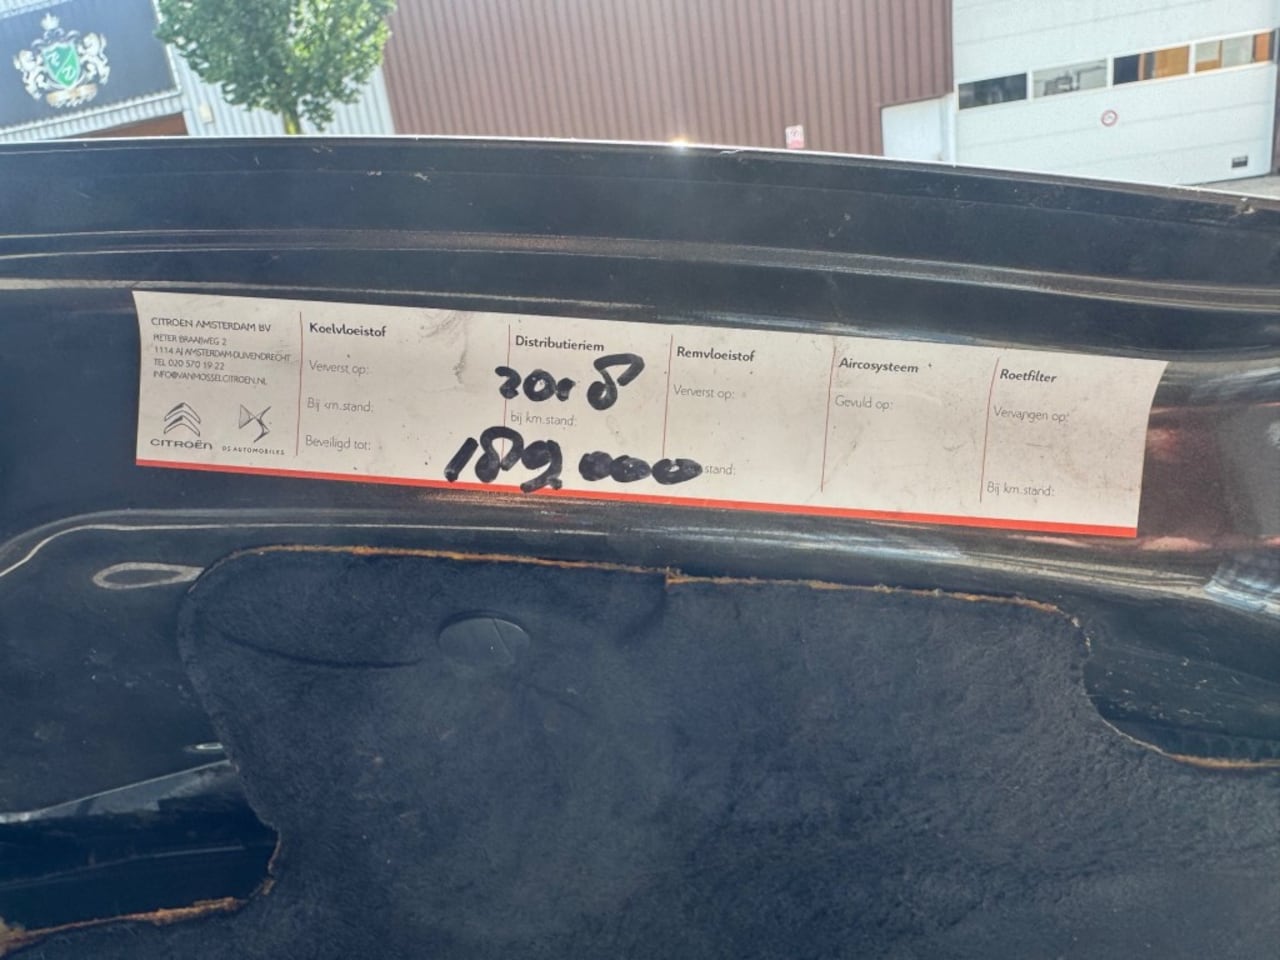 CITROËN AMSTERDAM BV
PIETER BRAAIJWEG 2
1114 AJ AMSTERDAM-DUIVENDRECHT
TEL 020 570 19 22
INFO@VANMOSSELCITROEN.NL
CITROËN
DS AUTOMOBILES
Koelvloeistof
Ververst op:
Bij km.stand:
Beveiligd tot:
Distributieriem
2018
bij km.stand:
189000
Remvloeistof
Ververst op:
stand:
Aircosysteem
Gevuld op:
Roetfilter
Vervangen op:
Bij km.stand: